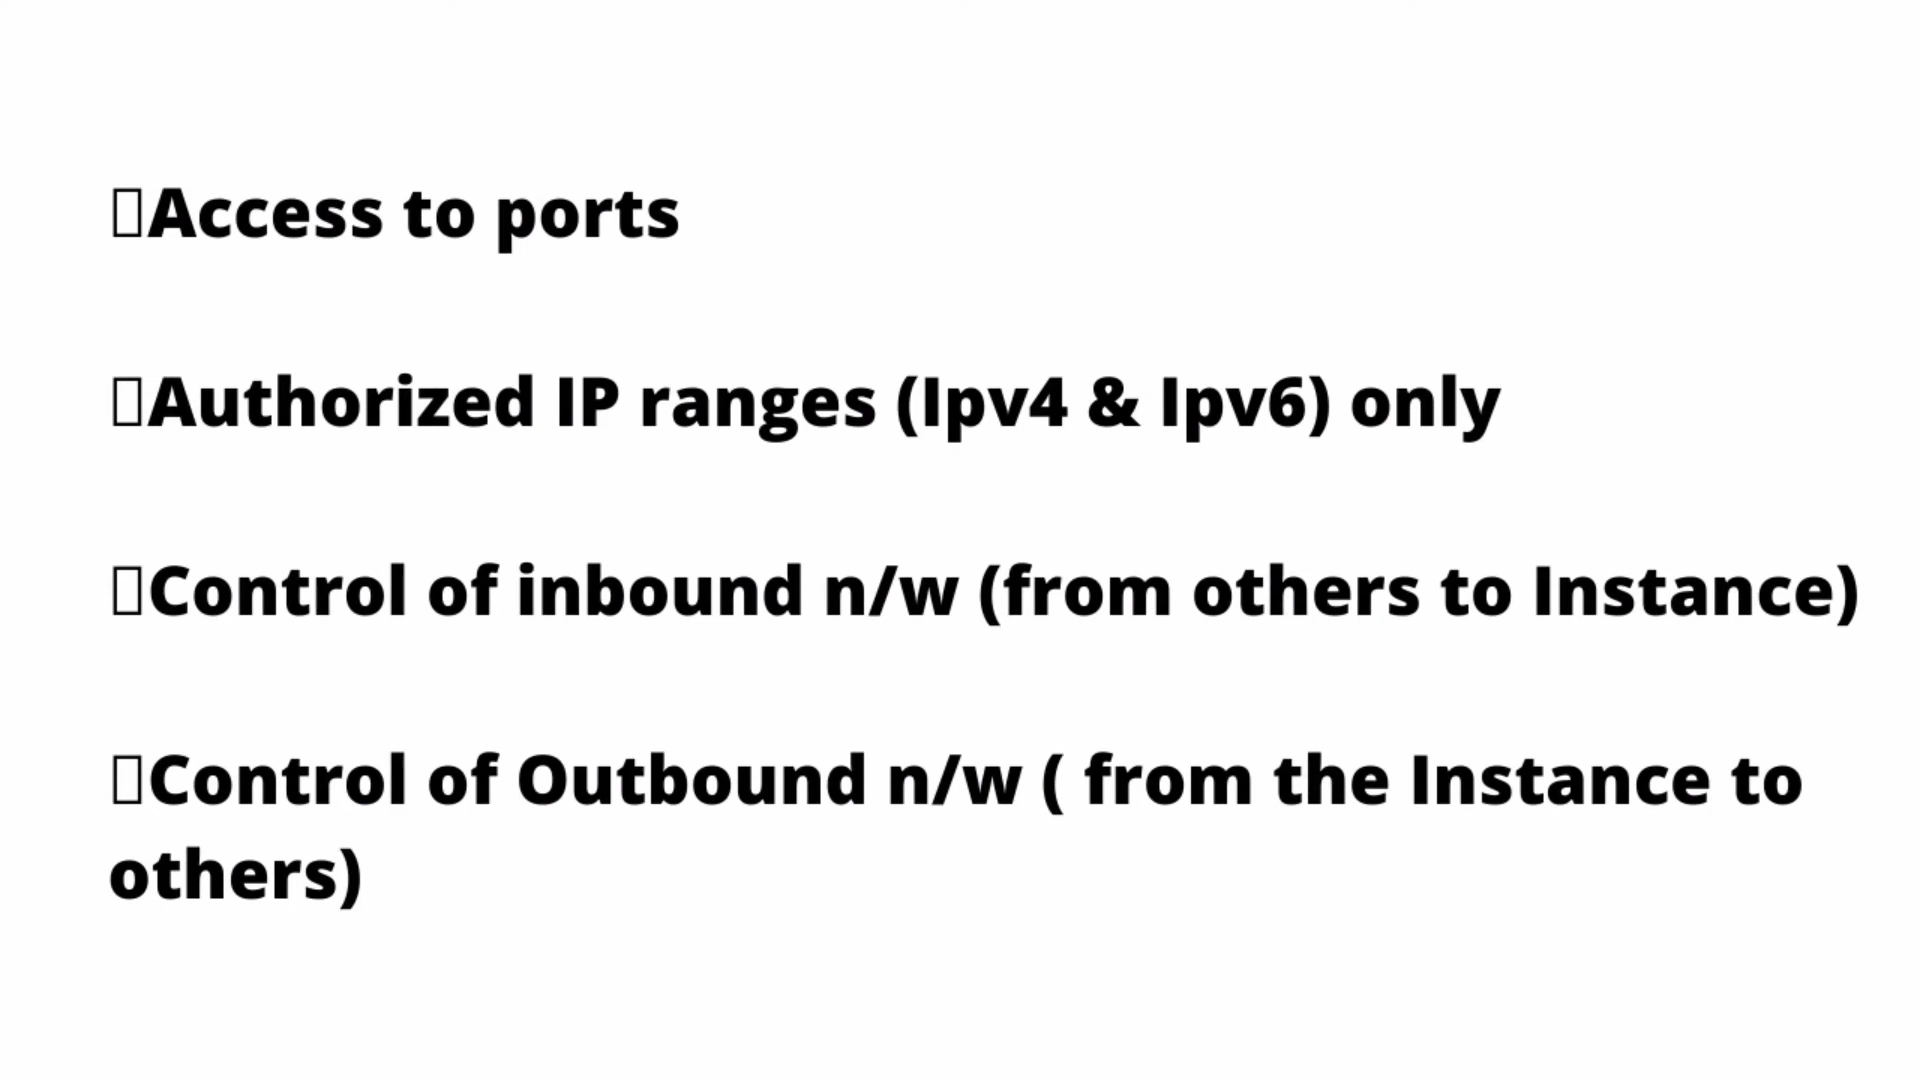 Access to ports
Authorized IP ranges (Ipv4 & Ipv6) only
Control of inbound n/w (from others to Instance)
Control of Outbound n/w ( from the Instance to
others)